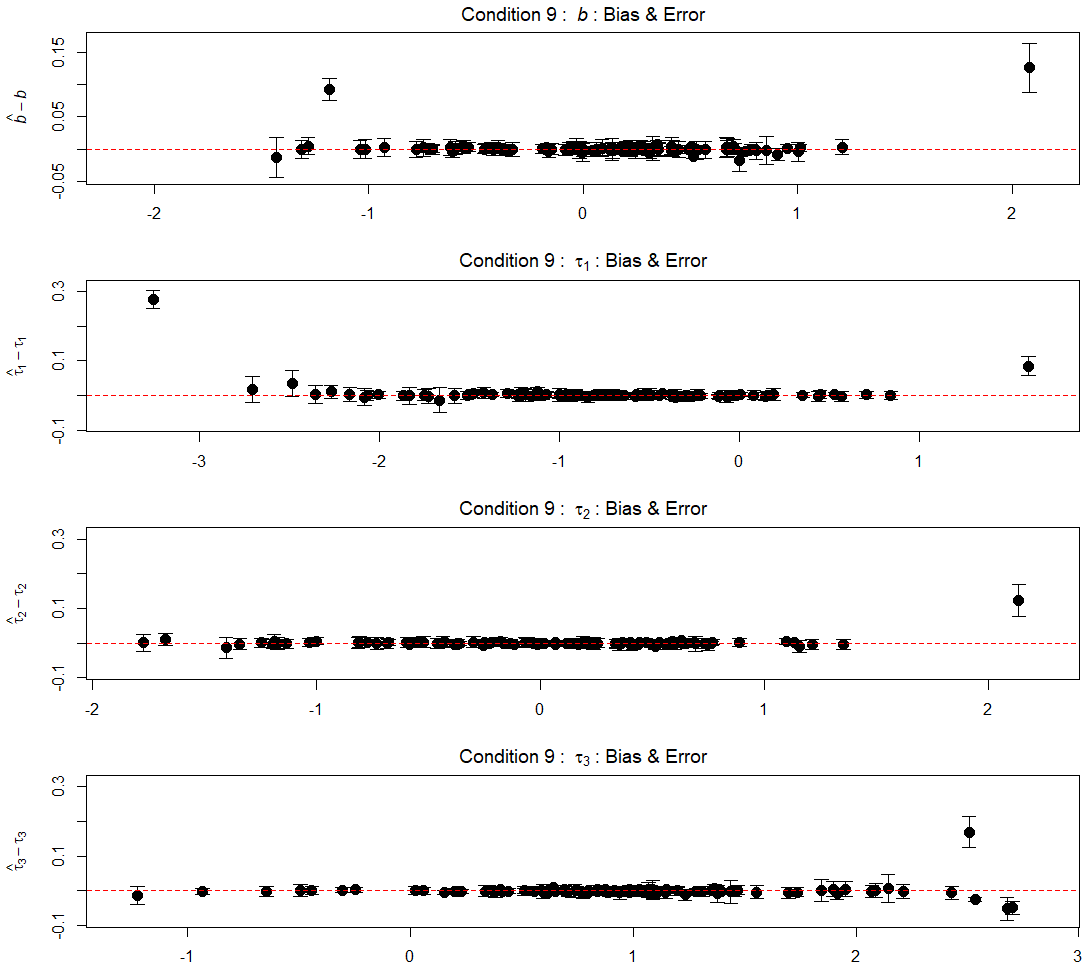 Condition 9 : b : Bias & Error
b̂ − b
-0.05 0.05 0.15
-2 -1 0 1 2
Condition 9 : τ1 : Bias & Error
τ̂1 − τ1
-0.1 0.1 0.3
-3 -2 -1 0 1
Condition 9 : τ2 : Bias & Error
τ̂2 − τ2
-0.1 0.1 0.3
-2 -1 0 1 2
Condition 9 : τ3 : Bias & Error
τ̂3 − τ3
-0.1 0.1 0.3
-1 0 1 2 3